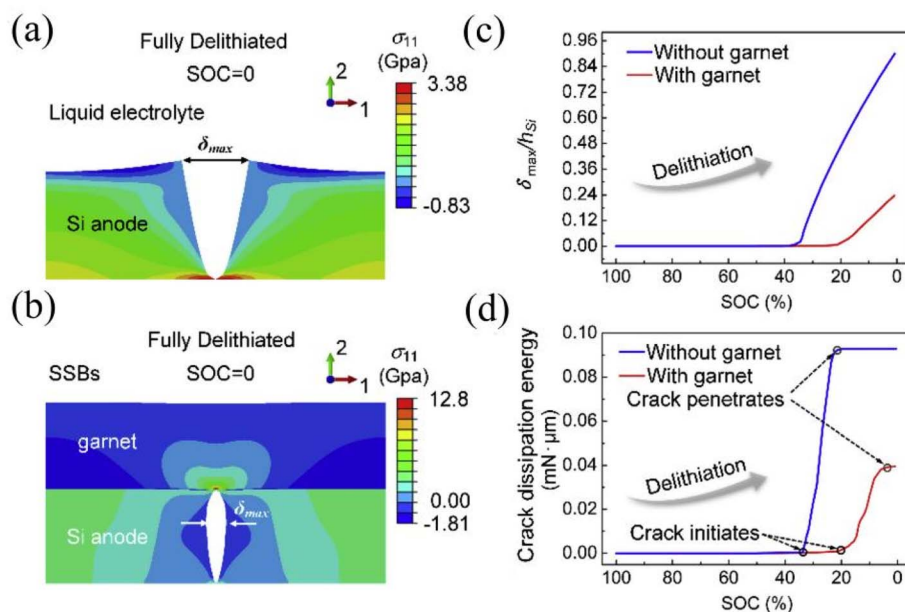 (a)
Fully Delithiated
SOC=0
σ11
(Gpa)
3.38
-0.83
2
1
Liquid electrolyte
δmax
Si anode
(b)
Fully Delithiated
SSBs
SOC=0
2
1
σ11
(Gpa)
12.8
0.00
-1.81
garnet
Si anode
δmax
(c)
δmax/hSi
0.96
0.84
0.72
0.60
0.48
0.36
0.24
0.12
0.00
Without garnet
With garnet
Delithiation
100 80 60 40 20 0
SOC (%)
(d)
Crack dissipation energy
(mN·μm)
0.10
0.08
0.06
0.04
0.02
0.00
Without garnet
With garnet
Crack penetrates
Delithiation
Crack initiates
100 80 60 40 20 0
SOC (%)